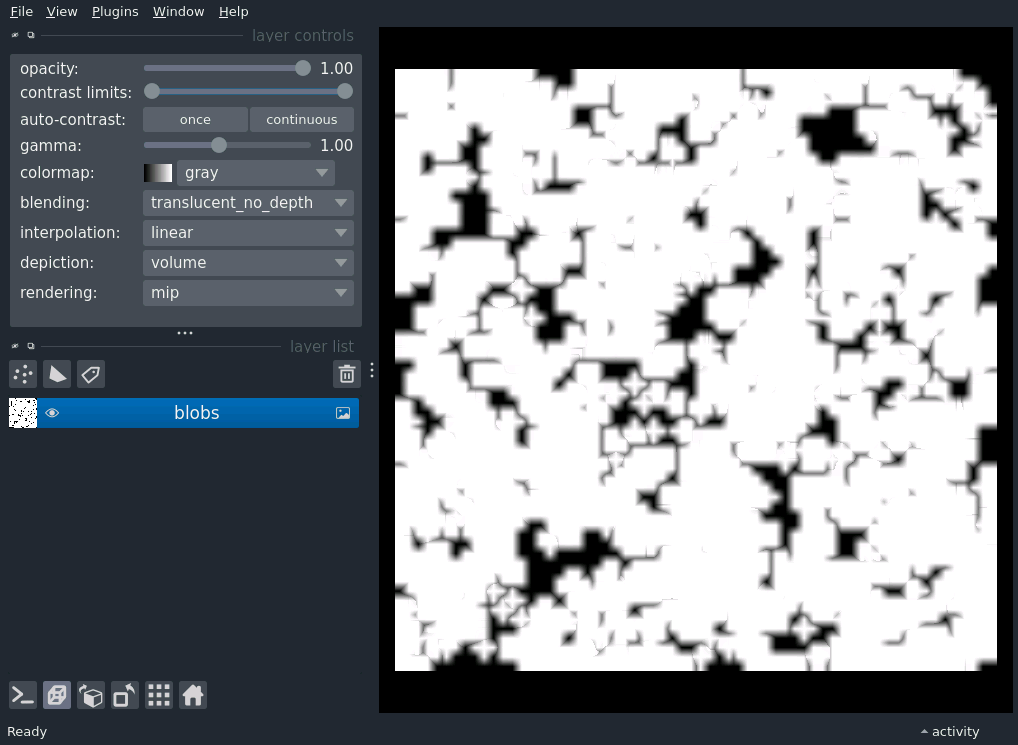 File View Plugins Window Help
layer controls
opacity: 1.00
contrast limits:
auto-contrast: once continuous
gamma: 1.00
colormap: gray
blending: translucent_no_depth
interpolation: linear
depiction: volume
rendering: mip
layer list
blobs
Ready activity